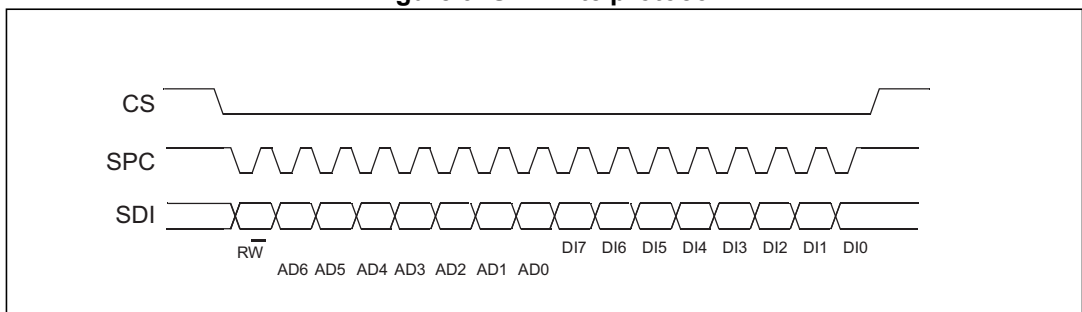 CS
SPC
SDI
RW DI7 DI6 DI5 DI4 DI3 DI2 DI1 DI0
AD6 AD5 AD4 AD3 AD2 AD1 AD0